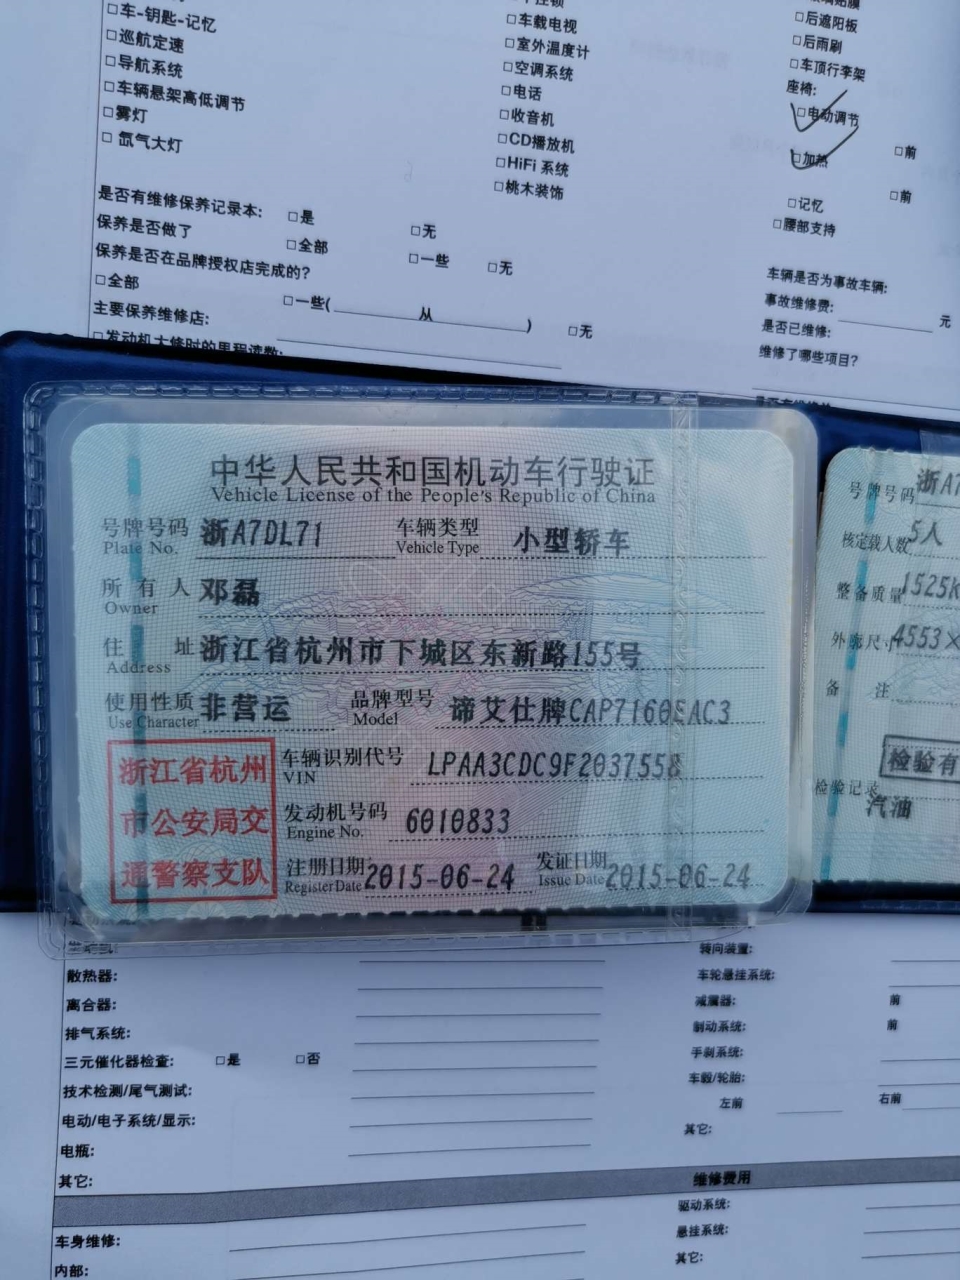 □车-钥匙-记忆
□巡航定速
□导航系统
□车辆悬架高低调节
□雾灯
□氙气大灯
□车载电视
□室外温度计
□空调系统
□电话
□收音机
□CD播放机
□HiFi 系统
□桃木装饰
□后遮阳板
□后雨刷
□车顶行李架
座椅:
□电动调节
□前
□加热
□前
□记忆
□腰部支持
是否有维修保养记录本: □是 □无
保养是否做了 □全部 □一些 □无
保养是否在品牌授权店完成的?
□全部 □一些( 从 ) □无
主要保养维修店:
□发动机大修时的里程读数:
车辆是否为事故车辆:
事故维修费: 元
是否已维修:
维修了哪些项目?
中华人民共和国机动车行驶证
Vehicle License of the People's Republic of China
号牌号码 浙A7DL71 车辆类型 小型轿车
Plate No. Vehicle Type
所有人 邓磊
Owner
住址 浙江省杭州市下城区东新路155号
Address
使用性质 非营运 品牌型号 谛艾仕牌CAP7160EAC3
Use Character Model
浙江省杭州
市公安局交
通警察支队
车辆识别代号 LPAA3CDC9F2037558
VIN
发动机号码 6010833
Engine No.
注册日期 2015-06-24 发证日期 2015-06-24
Register Date Issue Date
号牌号码 浙A7
核定载人数 5人
整备质量 1525K
外廓尺寸 4553×
备注
检验有
检验记录
汽油
散热器:
离合器:
排气系统:
三元催化器检查: □是 □否
技术检测/尾气测试:
电动/电子系统/显示:
电瓶:
其它:
转向装置:
车轮悬挂系统:
减震器: 前
制动系统: 前
手刹系统:
车毂/轮胎:
左前 右前
其它:
维修费用
车身维修:
内部:
驱动系统:
悬挂系统:
其它: